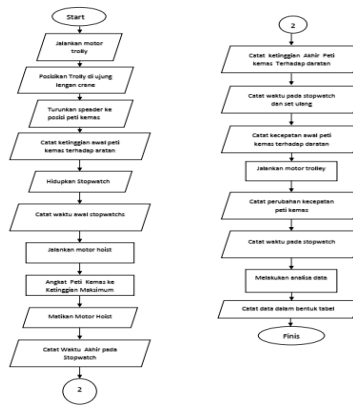 Start
Jalankan motor
trolly
Posisikan Trolly di ujung
lengan crane
Turunkan speader ke
posisi peti kemas
Catat ketinggian awal peti
kemas terhadap aratan
Hidupkan Stopwatch
Catat waktu awal stopwatchs
Jalankan motor hoist
Angkat Peti Kemas ke
Ketinggian Maksimum
Matikan Motor Hoist
Catat Waktu Akhir pada
Stopwatch
2
2
Catat ketinggian Akhir Peti
kemas Terhadap daratan
Catat waktu pada stopwatch
dan set ulang
Catat kecepatan awal peti
kemas terhadap daratan
Jalankan motor trolley
Catat perubahan kecepatan
peti kemas
Catat waktu pada stopwatch
Melakukan analisa data
Catat data dalam bentuk tabel
Finis